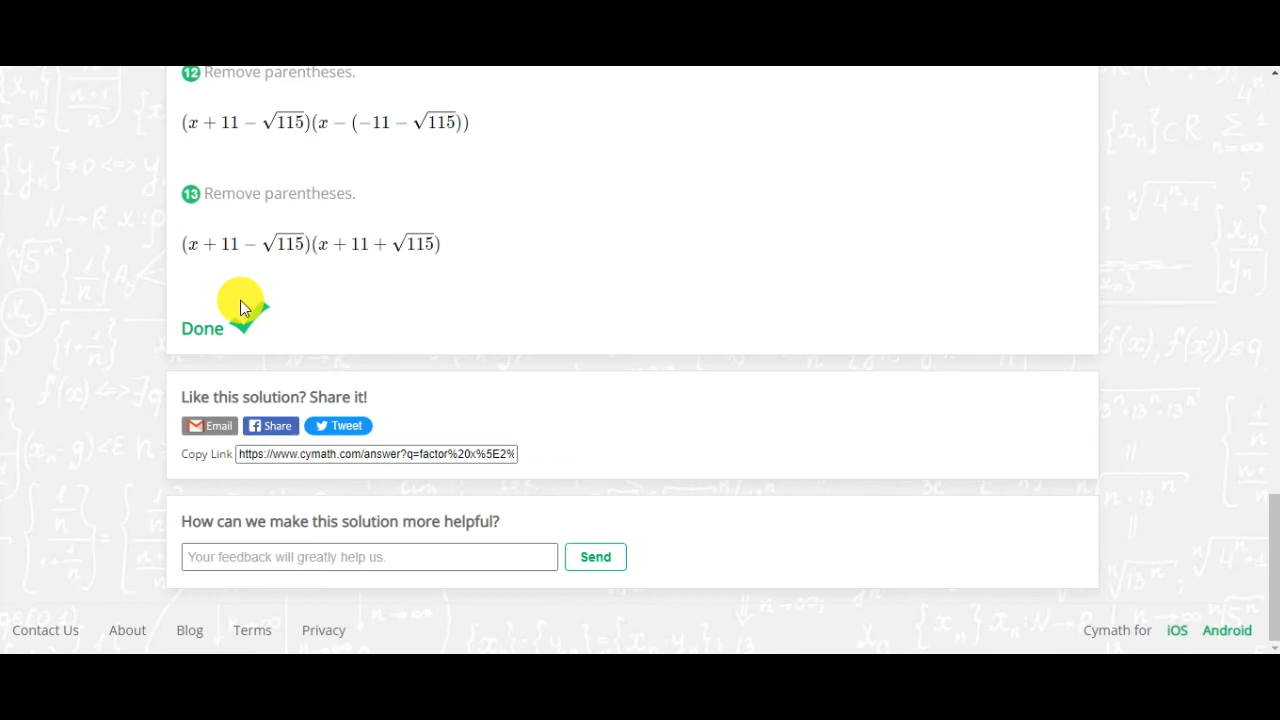 12 Remove parentheses.
(x + 11 − √115)(x − (−11 − √115))
13 Remove parentheses.
(x + 11 − √115)(x + 11 + √115)
Done
Like this solution? Share it!
Email Share Tweet
Copy Link https://www.cymath.com/answer?q=factor%20x%5E2%
How can we make this solution more helpful?
Your feedback will greatly help us. Send
Contact Us About Blog Terms Privacy Cymath for iOS Android